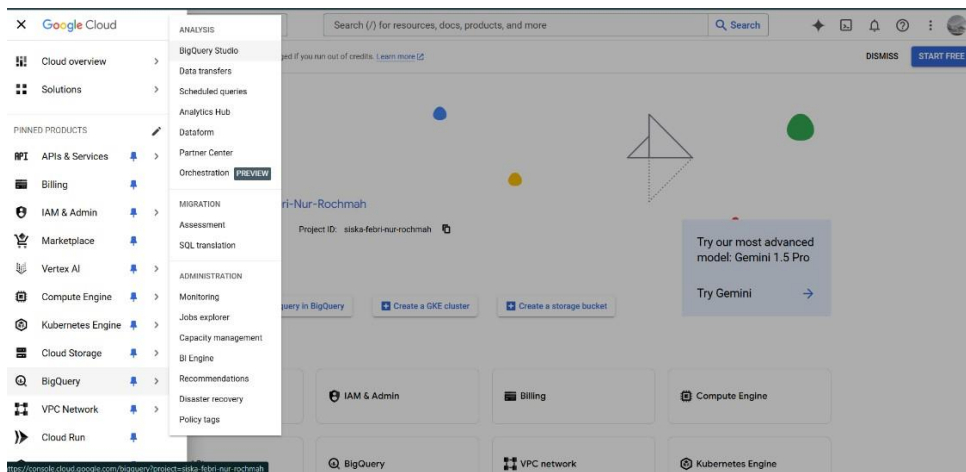 Google Cloud
Search (/) for resources, docs, products, and more
Search
ged if you run out of credits. Learn more
DISMISS
START FREE
Cloud overview
Solutions
PINNED PRODUCTS
APIs & Services
Billing
IAM & Admin
Marketplace
Vertex AI
Compute Engine
Kubernetes Engine
Cloud Storage
BigQuery
VPC Network
Cloud Run
https://console.cloud.google.com/bigquery?project=siska-febri-nur-rochmah
ANALYSIS
BigQuery Studio
Data transfers
Scheduled queries
Analytics Hub
Dataform
Partner Center
Orchestration PREVIEW
MIGRATION
Assessment
SQL translation
ADMINISTRATION
Monitoring
Jobs explorer
Capacity management
BI Engine
Recommendations
Disaster recovery
Policy tags
ri-Nur-Rochmah
Project ID: siska-febri-nur-rochmah
query in BigQuery
Create a GKE cluster
Create a storage bucket
Try our most advanced
model: Gemini 1.5 Pro
Try Gemini
IAM & Admin
Billing
Compute Engine
BigQuery
VPC network
Kubernetes Engine